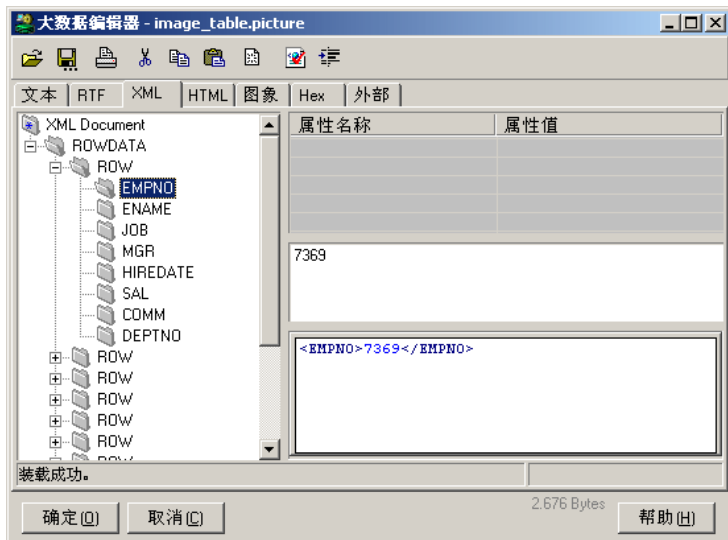 大数据编辑器 - image_table.picture
文本 RTF XML HTML 图象 Hex 外部
XML Document
ROWDATA
ROW
EMPNO
ENAME
JOB
MGR
HIREDATE
SAL
COMM
DEPTNO
ROW
ROW
ROW
ROW
ROW
ROW
属性名称 属性值
7369
<EMPNO>7369</EMPNO>
装载成功。
2.676 Bytes
确定(O) 取消(C) 帮助(H)